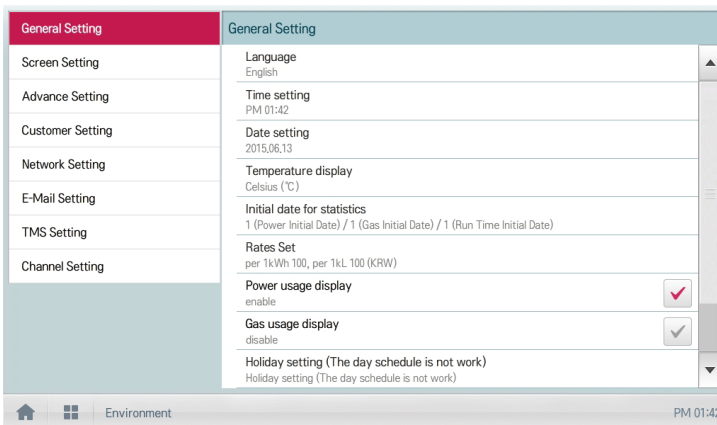 General Setting
Screen Setting
Advance Setting
Customer Setting
Network Setting
E-Mail Setting
TMS Setting
Channel Setting
General Setting
Language
English
Time setting
PM 01:42
Date setting
2015.06.13
Temperature display
Celsius (℃)
Initial date for statistics
1 (Power Initial Date) / 1 (Gas Initial Date) / 1 (Run Time Initial Date)
Rates Set
per 1kWh 100, per 1kL 100 (KRW)
Power usage display
enable
Gas usage display
disable
Holiday setting (The day schedule is not work)
Holiday setting (The day schedule is not work)
Environment
PM 01:42